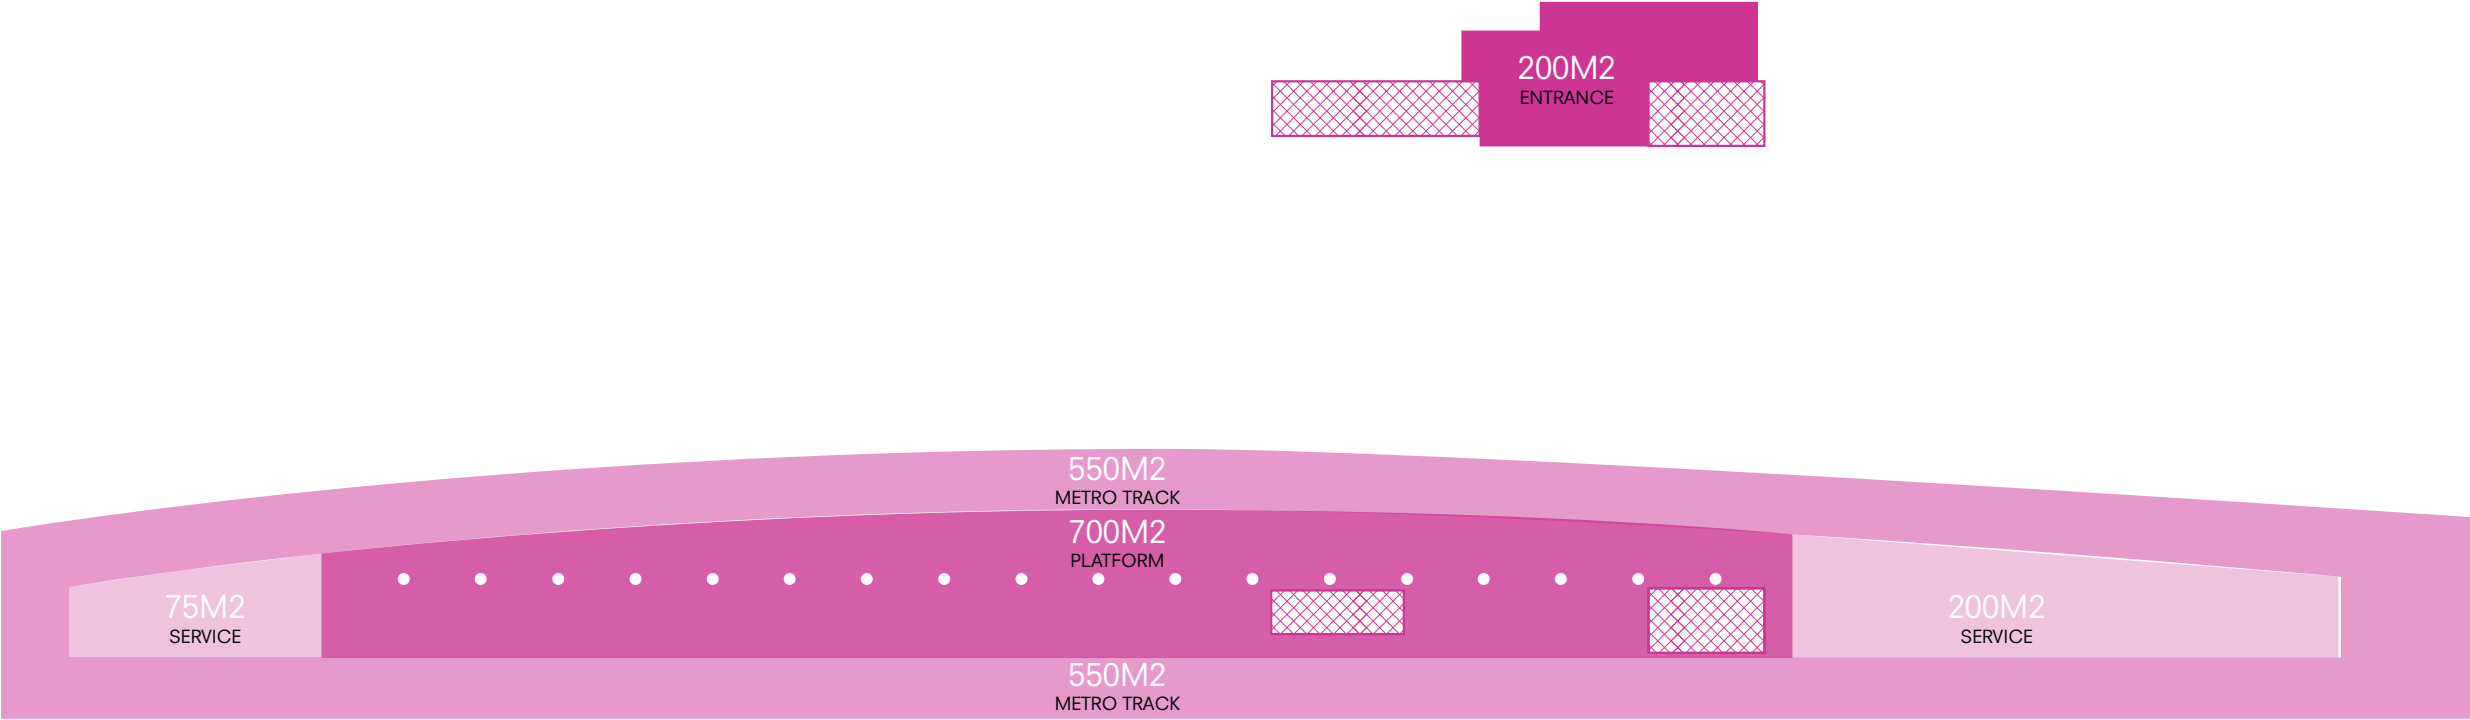 200M2
ENTRANCE
550M2
METRO TRACK
700M2
PLATFORM
75M2
SERVICE
200M2
SERVICE
550M2
METRO TRACK